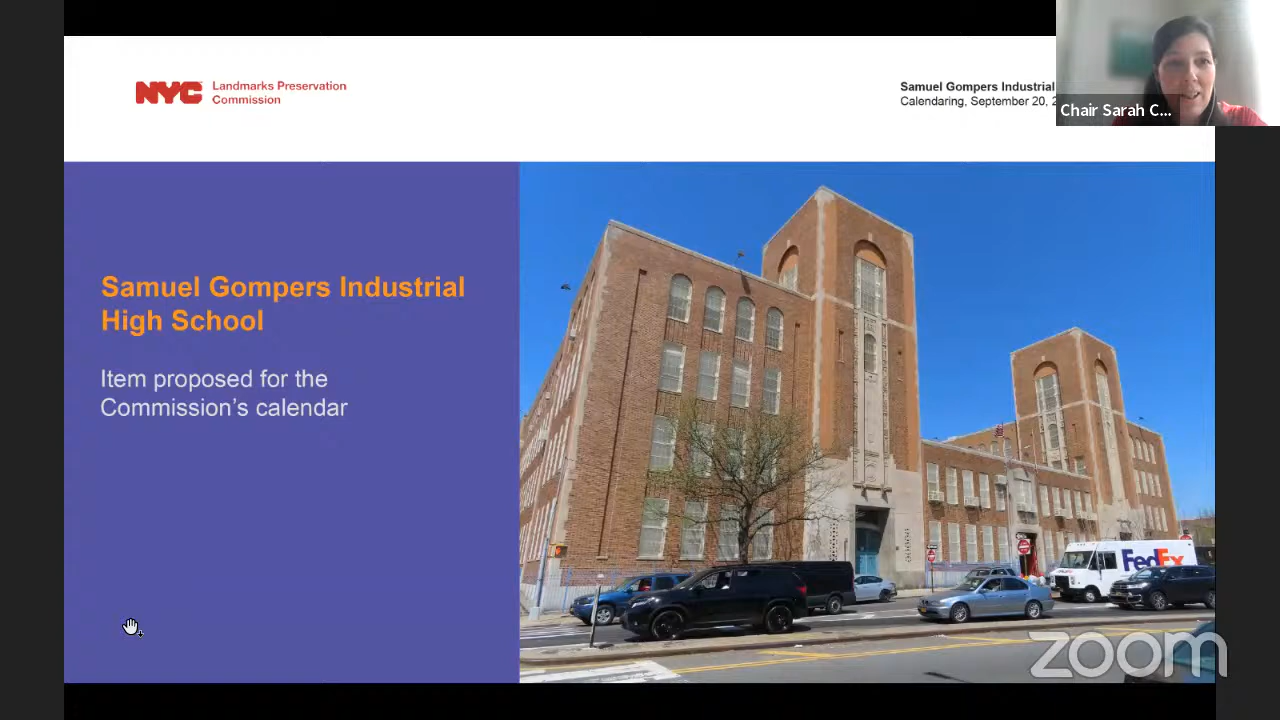 NYC Landmarks Preservation
Commission
Samuel Gompers Industrial
Calendaring, September 20, 2
Chair Sarah C...
Samuel Gompers Industrial
High School
Item proposed for the
Commission's calendar
FedEx
zoom